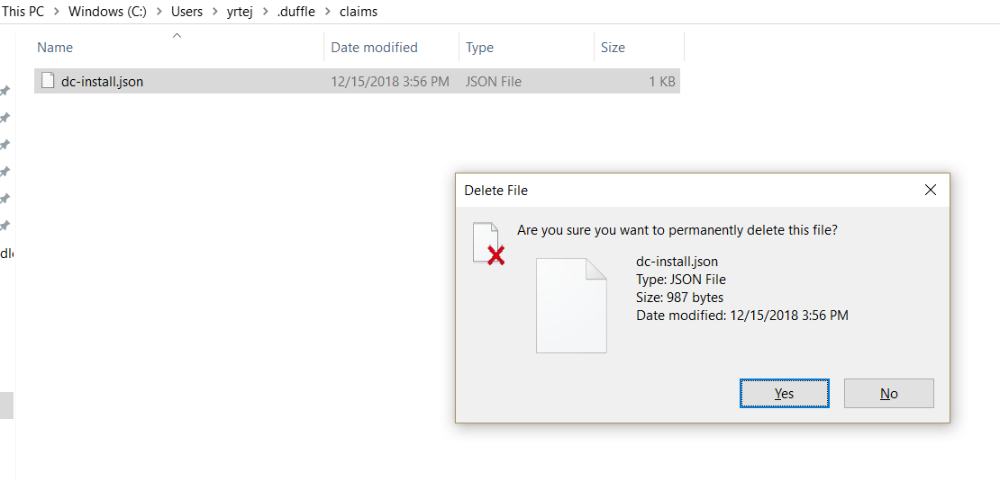 This PC > Windows (C:) > Users > yrtej > .duffle > claims
Name Date modified Type Size
dc-install.json 12/15/2018 3:56 PM JSON File 1 KB
Delete File
Are you sure you want to permanently delete this file?
dc-install.json
Type: JSON File
Size: 987 bytes
Date modified: 12/15/2018 3:56 PM
Yes No